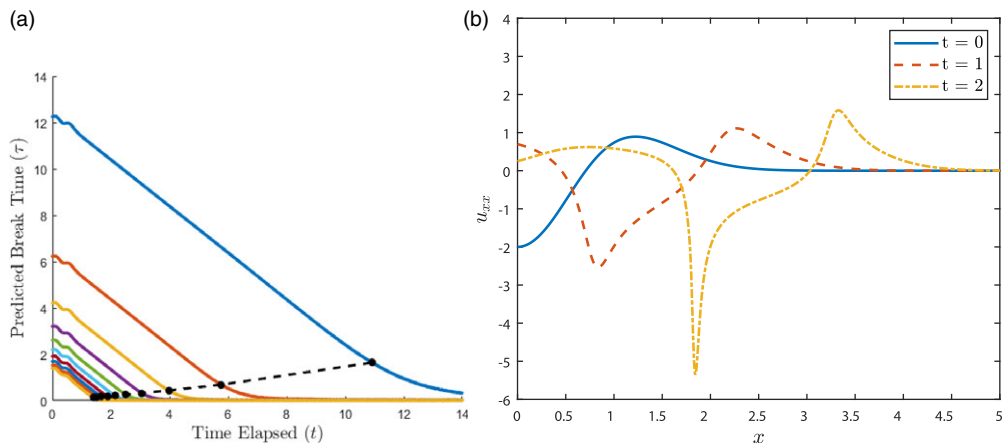 (a)
Predicted Break Time (τ)
14
12
10
8
6
4
2
0
0 2 4 6 8 10 12 14
Time Elapsed (t)
(b)
u_xx
4
3
2
1
0
-1
-2
-3
-4
-5
-6
0 0.5 1 1.5 2 2.5 3 3.5 4 4.5 5
x
t = 0
t = 1
t = 2